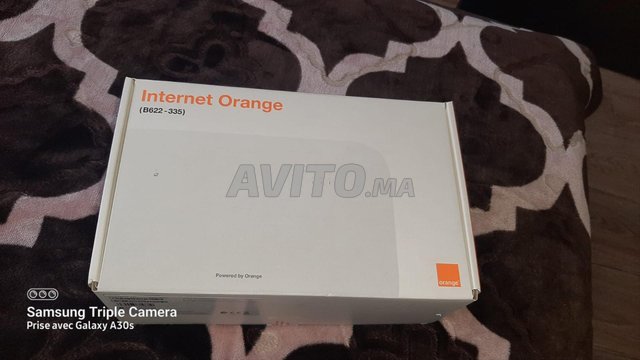 Internet Orange
(B622-335)
AVITO.MA
Powered by Orange
orange
Samsung Triple Camera
Prise avec Galaxy A30s